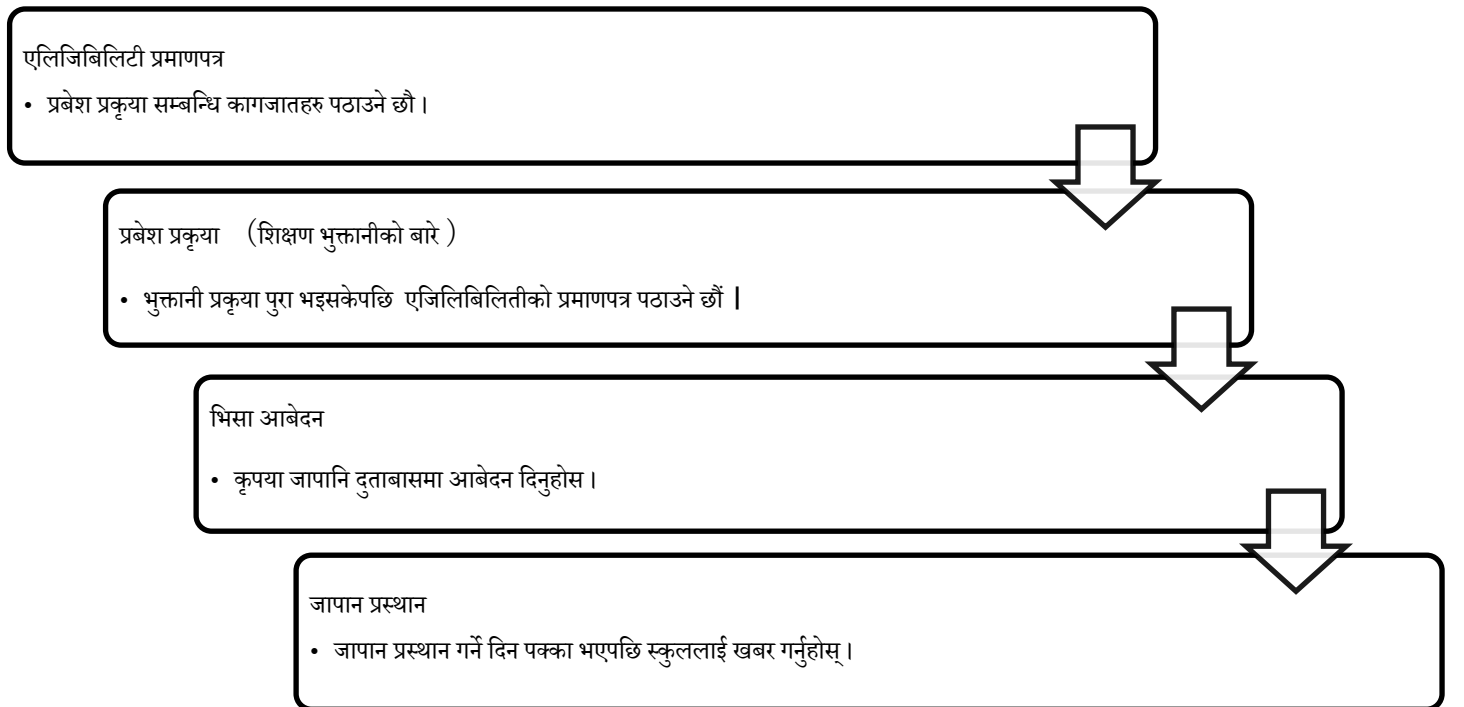 एलिजिबिलिटी प्रमाणपत्र
• प्रबेश प्रकृया सम्बन्धि कागजातहरु पठाउने छौ।
प्रबेश प्रकृया (शिक्षण भुक्तानीको बारे )
• भुक्तानी प्रकृया पुरा भइसकेपछि एजिलिबिलितीको प्रमाणपत्र पठाउने छौं |
भिसा आबेदन
• कृपया जापानि दुताबासमा आबेदन दिनुहोस।
जापान प्रस्थान
• जापान प्रस्थान गर्ने दिन पक्का भएपछि स्कुललाई खबर गर्नुहोस्।